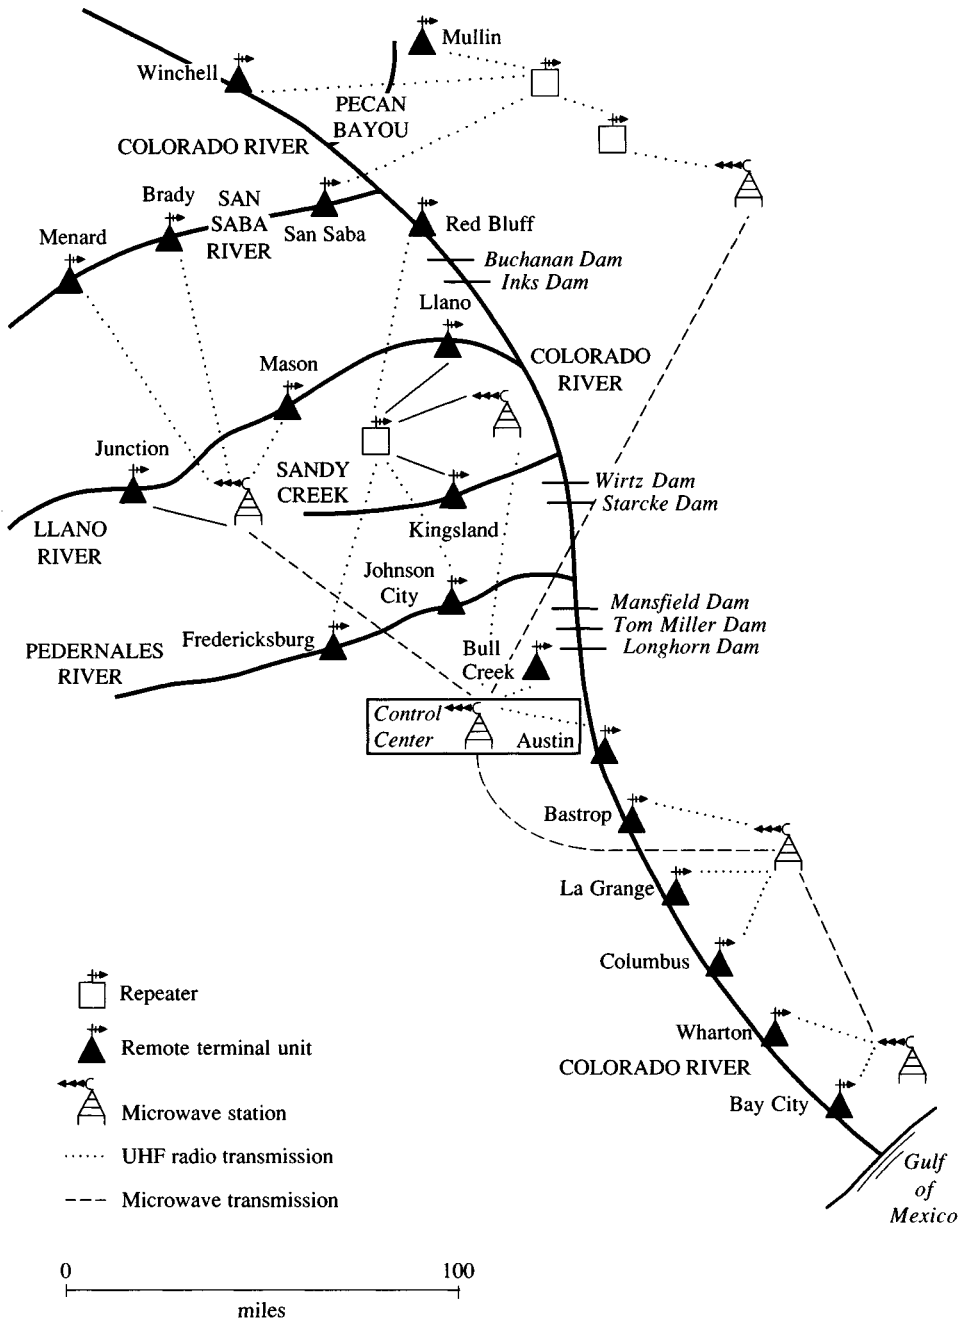 Mullin
Winchell
PECAN
BAYOU
COLORADO RIVER
Brady
SAN
SABA
RIVER
San Saba
Menard
Red Bluff
Buchanan Dam
Inks Dam
Llano
COLORADO
RIVER
Mason
Junction
SANDY
CREEK
Wirtz Dam
Starcke Dam
LLANO
RIVER
Kingsland
Johnson
City
Mansfield Dam
Tom Miller Dam
Longhorn Dam
Fredericksburg
Bull
Creek
PEDERNALES
RIVER
Control
Center
Austin
Bastrop
La Grange
Columbus
Wharton
COLORADO RIVER
Bay City
Gulf
of
Mexico
Repeater
Remote terminal unit
Microwave station
UHF radio transmission
Microwave transmission
0 100
miles